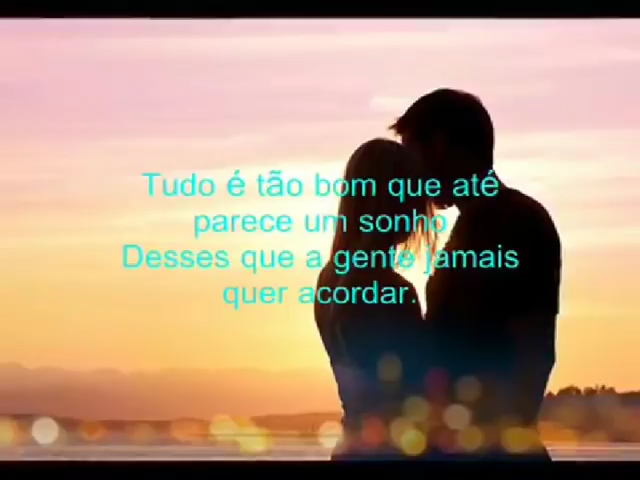 Tudo é tão bom que até
parece um sonho
Desses que a gente jamais
quer acordar.